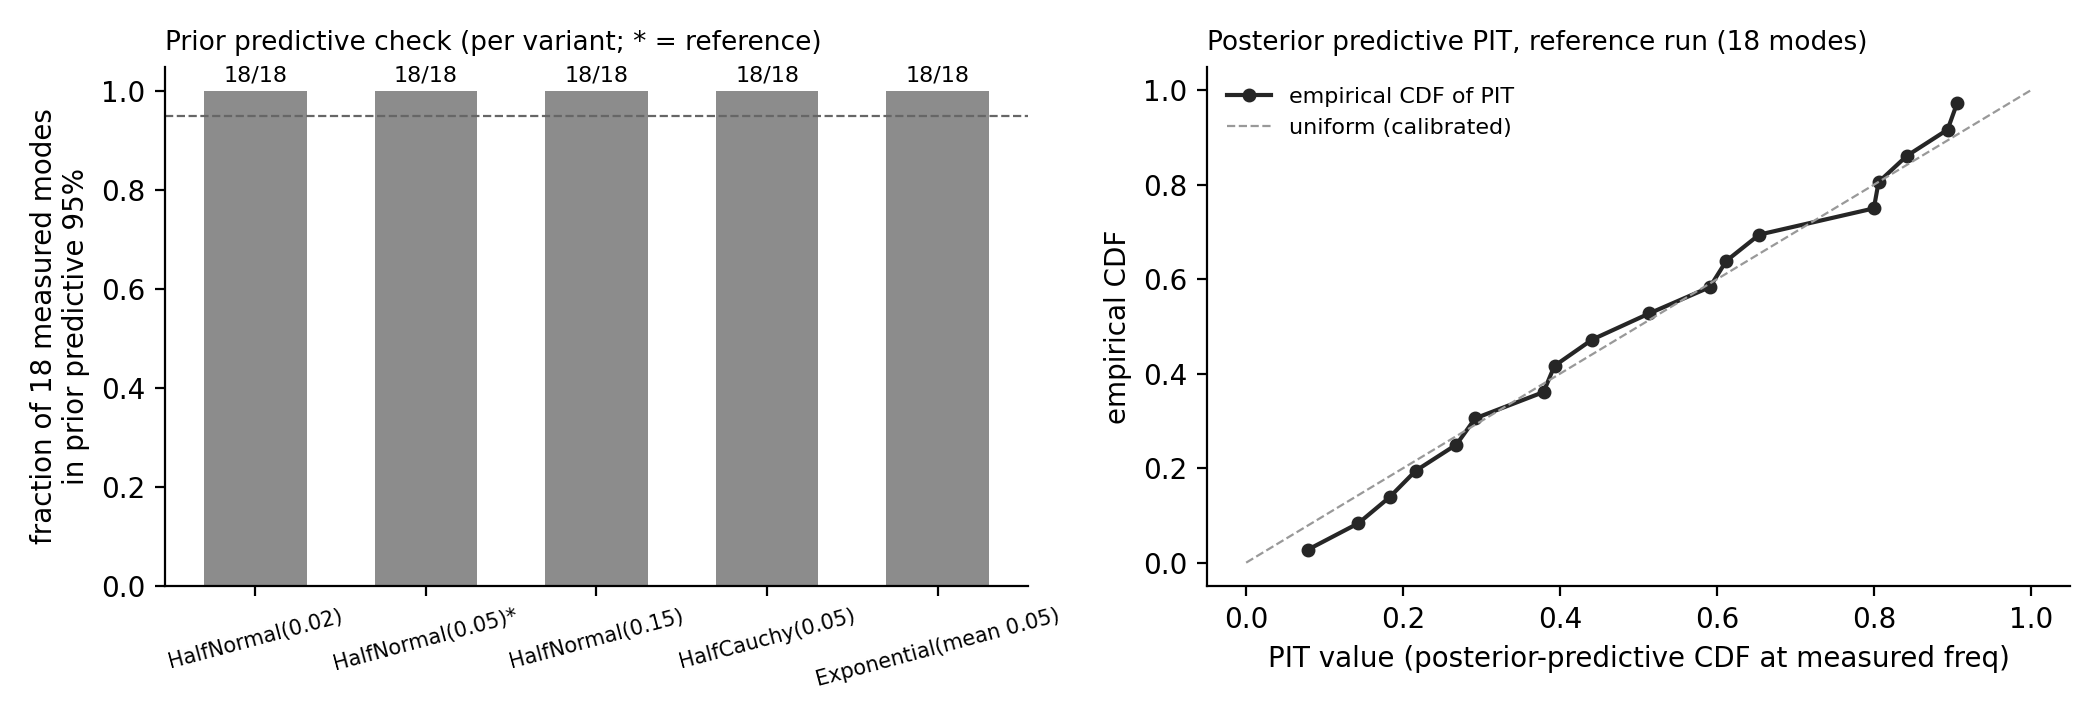 Prior predictive check (per variant; * = reference)
18/18
18/18
18/18
18/18
18/18
fraction of 18 measured modes
in prior predictive 95%
1.0
0.8
0.6
0.4
0.2
0.0
HalfNormal(0.02)
HalfNormal(0.05)*
HalfNormal(0.15)
HalfCauchy(0.05)
Exponential(mean 0.05)
Posterior predictive PIT, reference run (18 modes)
empirical CDF of PIT
uniform (calibrated)
empirical CDF
1.0
0.8
0.6
0.4
0.2
0.0
0.0
0.2
0.4
0.6
0.8
1.0
PIT value (posterior-predictive CDF at measured freq)